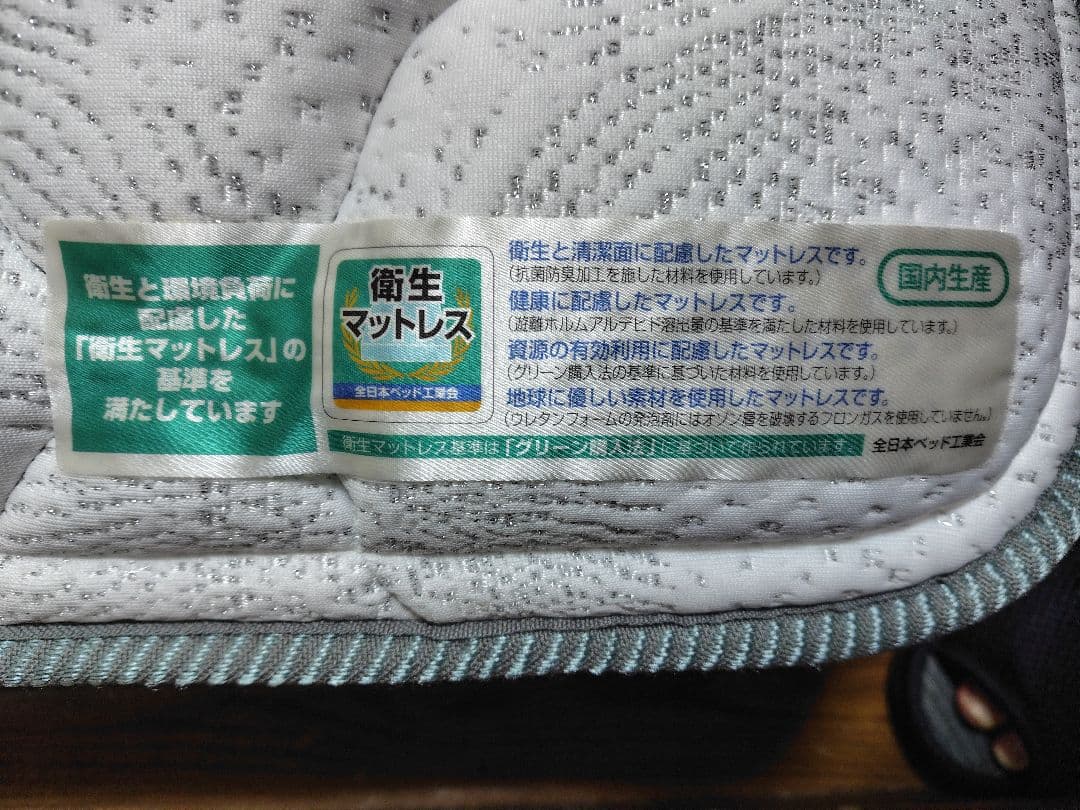 衛生と環境負荷に
配慮した
「衛生マットレス」の
基準を
満たしています
衛生
マットレス
全日本ベッド工業会
衛生と清潔面に配慮したマットレスです。
(抗菌防臭加工を施した材料を使用しています。)
健康に配慮したマットレスです。
(遊離ホルムアルデヒド溶出量の基準を満たした材料を使用しています。)
資源の有効利用に配慮したマットレスです。
(グリーン購入法の基準に基づいた材料を使用しています。)
地球に優しい素材を使用したマットレスです。
(ウレタンフォームの発泡剤にはオゾン層を破壊するフロンガスを使用していません。)
国内生産
衛生マットレス基準は「グリーン購入法」に基づいて作られています。
全日本ベッド工業会